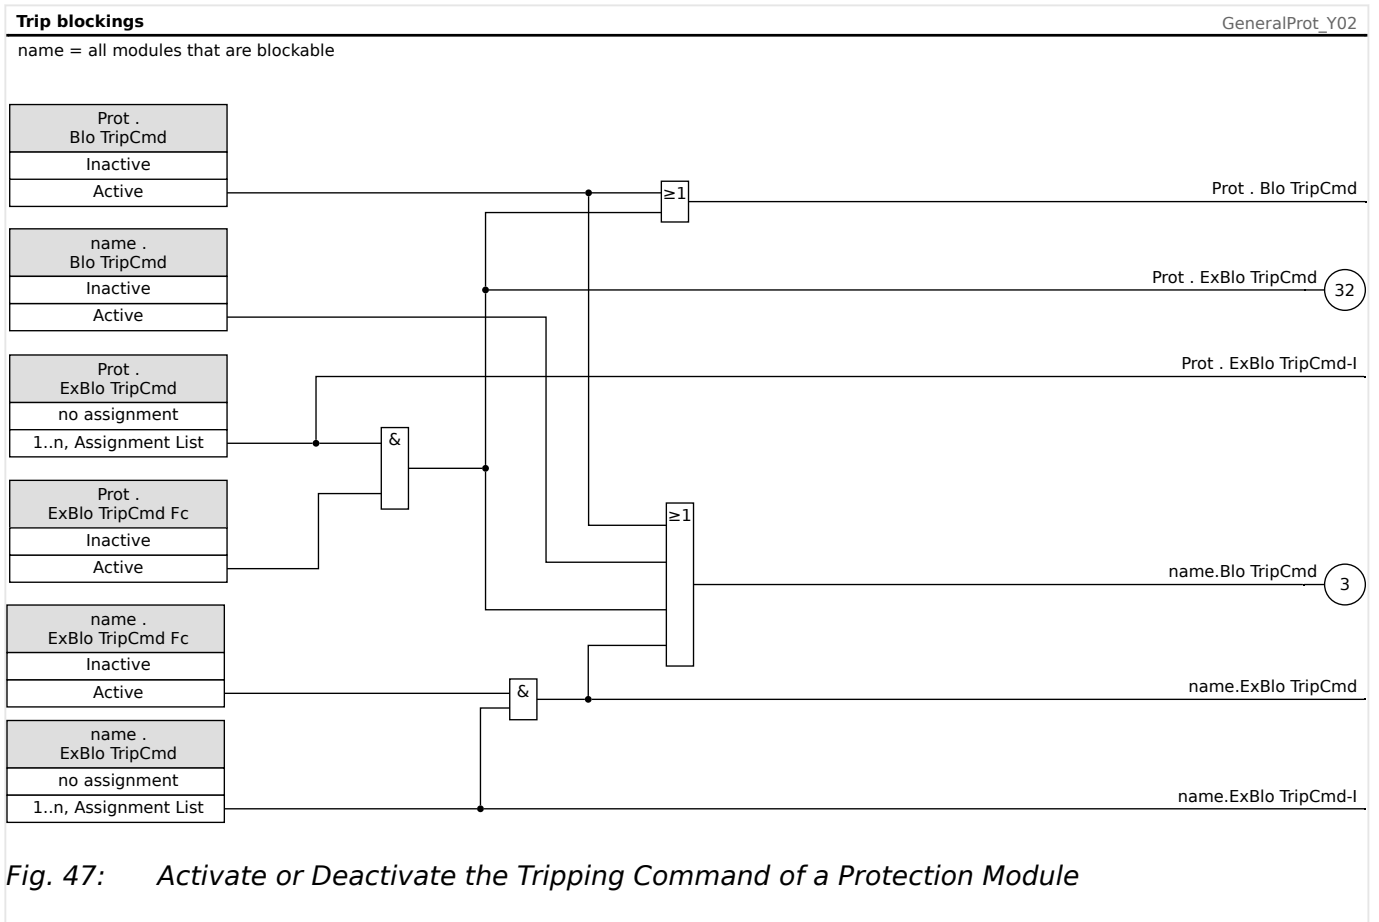 Trip blockings
GeneralProt_Y02
name = all modules that are blockable
Prot .
Blo TripCmd
Inactive
Active
≥1
Prot . Blo TripCmd
name .
Blo TripCmd
Inactive
Active
Prot . ExBlo TripCmd
32
Prot .
ExBlo TripCmd
no assignment
1..n, Assignment List
Prot . ExBlo TripCmd-I
&
Prot .
ExBlo TripCmd Fc
Inactive
Active
≥1
name.Blo TripCmd
3
name .
ExBlo TripCmd Fc
Inactive
Active
&
name.ExBlo TripCmd
name .
ExBlo TripCmd
no assignment
1..n, Assignment List
name.ExBlo TripCmd-I
Fig. 47: Activate or Deactivate the Tripping Command of a Protection Module